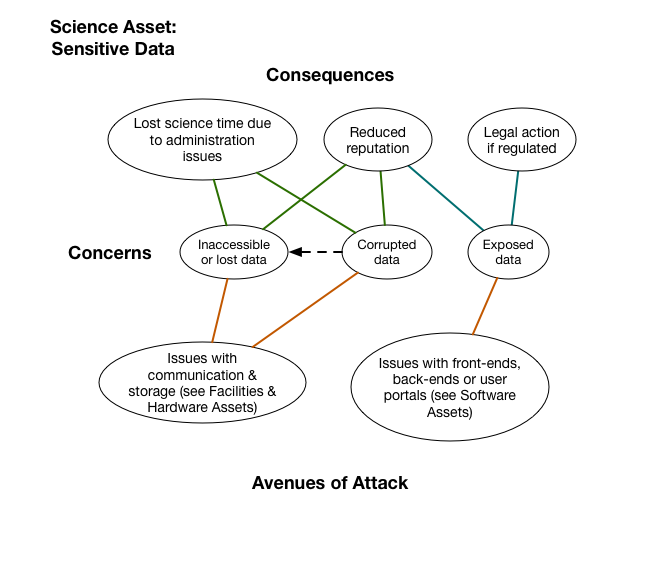 Science Asset:
Sensitive Data
Consequences
Lost science time due
to administration
issues
Reduced
reputation
Legal action
if regulated
Concerns
Inaccessible
or lost data
Corrupted
data
Exposed
data
Issues with
communication &
storage (see Facilities &
Hardware Assets)
Issues with front-ends,
back-ends or user
portals (see Software
Assets)
Avenues of Attack